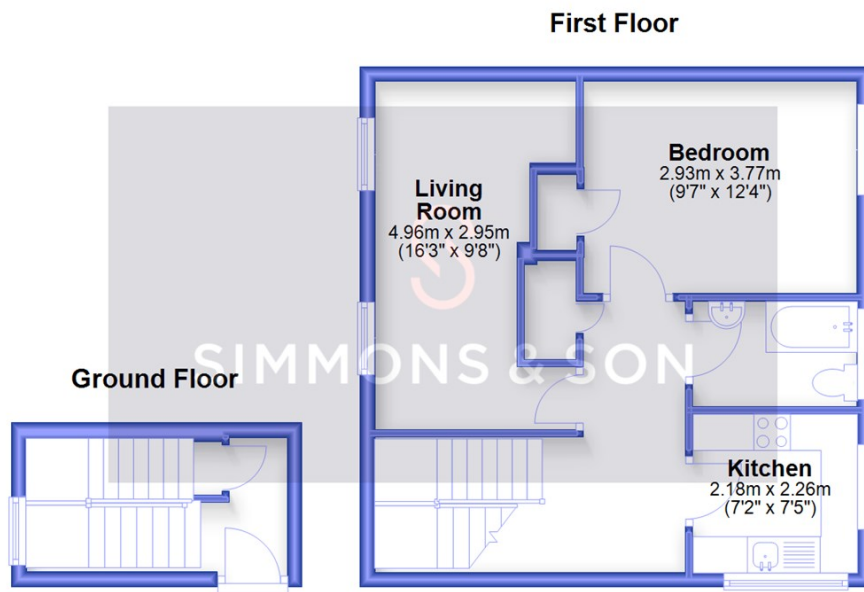 First Floor
Bedroom
2.93m x 3.77m
(9'7" x 12'4")
Living
Room
4.96m x 2.95m
(16'3" x 9'8")
SIMMONS & SON
Ground Floor
Kitchen
2.18m x 2.26m
(7'2" x 7'5")